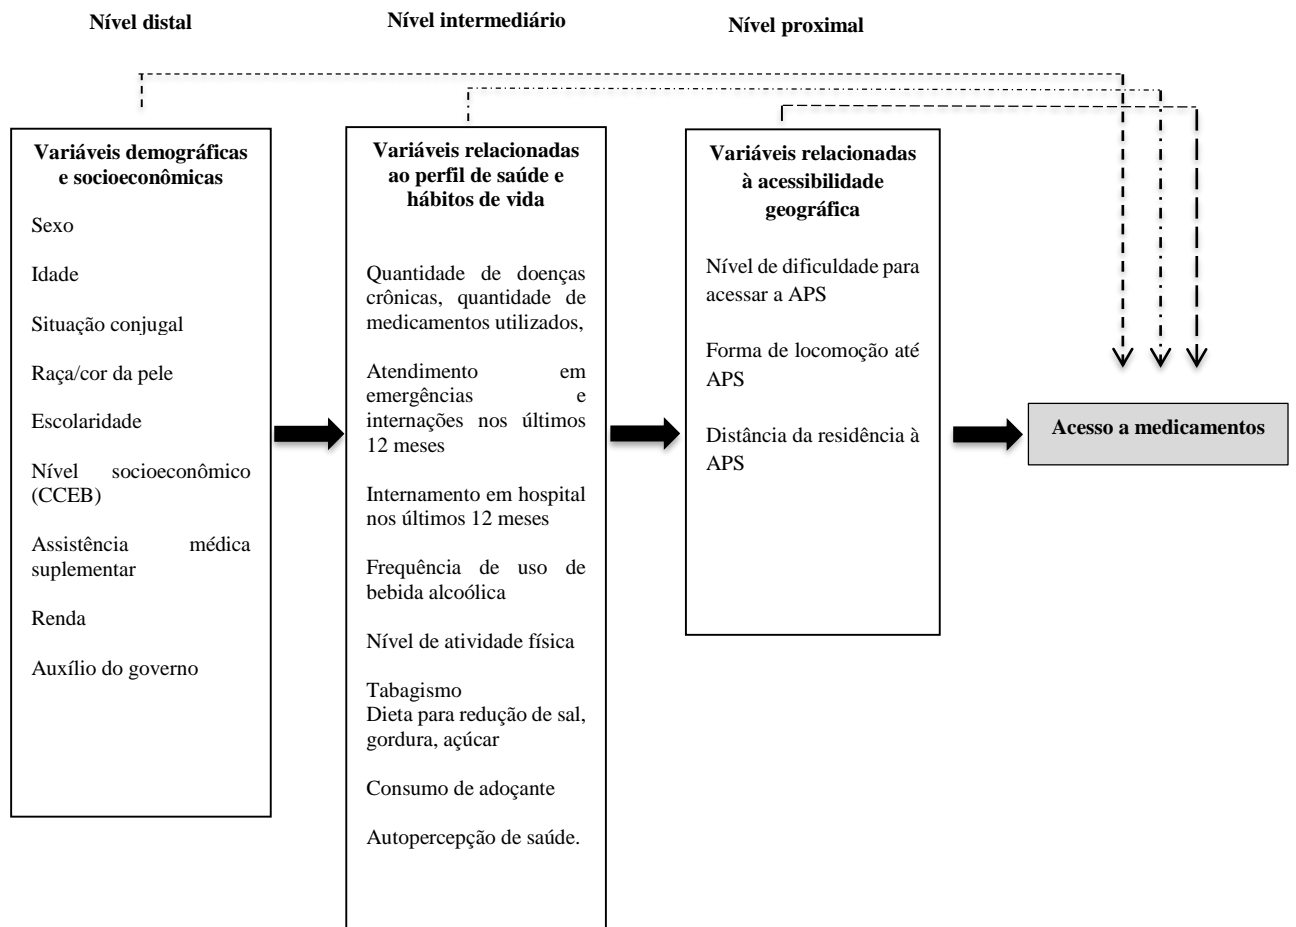 Nível distal
Nível intermediário
Nível proximal
Variáveis demográficas
e socioeconômicas
Sexo
Idade
Situação conjugal
Raça/cor da pele
Escolaridade
Nível socioeconômico
(CCEB)
Assistência médica
suplementar
Renda
Auxílio do governo
Variáveis relacionadas
ao perfil de saúde e
hábitos de vida
Quantidade de doenças
crônicas, quantidade de
medicamentos utilizados,
Atendimento em
emergências e
internações nos últimos
12 meses
Internamento em hospital
nos últimos 12 meses
Frequência de uso de
bebida alcoólica
Nível de atividade física
Tabagismo
Dieta para redução de sal,
gordura, açúcar
Consumo de adoçante
Autopercepção de saúde.
Variáveis relacionadas
à acessibilidade
geográfica
Nível de dificuldade para
acessar a APS
Forma de locomoção até
APS
Distância da residência à
APS
Acesso a medicamentos